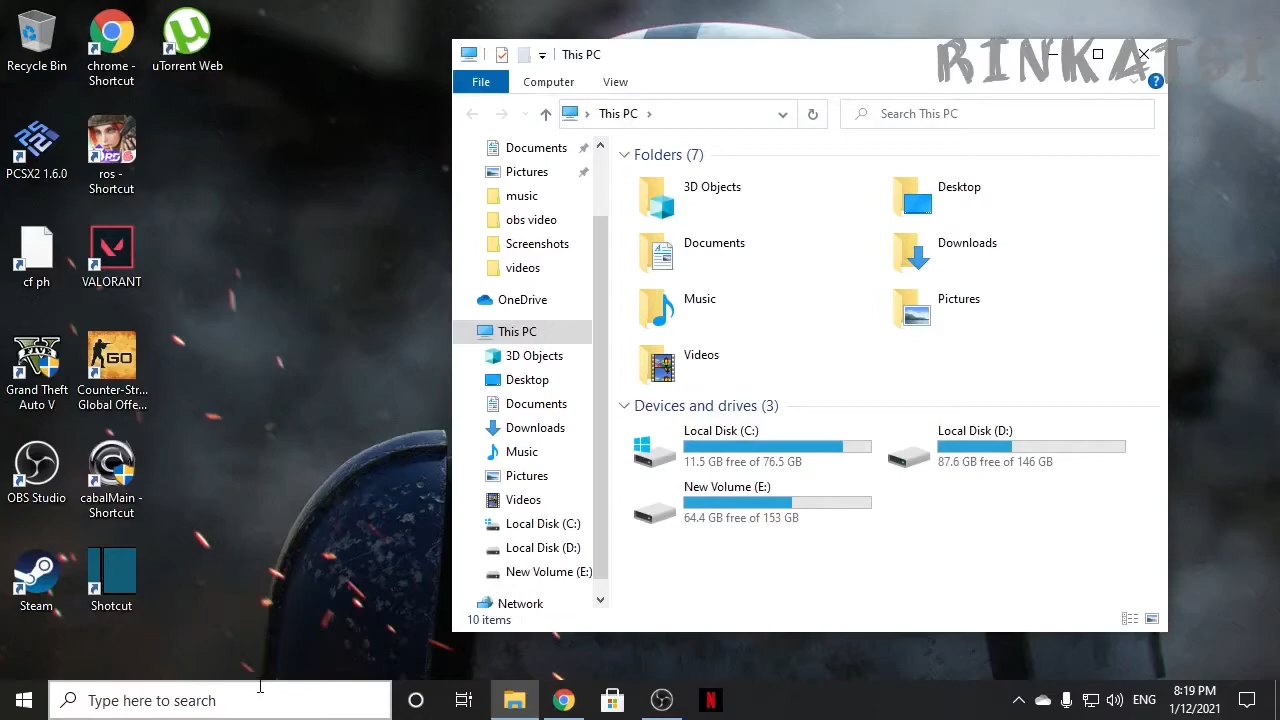 Recycle Bin
chrome -
Shortcut
uTorrent Web
PCSX2 1.6.0
ros -
Shortcut
cf ph
VALORANT
Grand Theft
Auto V
GO
Counter-Str...
Global Offe...
OBS Studio
cabalMain -
Shortcut
Steam
Shotcut
This PC
RINKA
File
Computer
View
?
This PC
Search This PC
Documents
Pictures
music
obs video
Screenshots
videos
OneDrive
This PC
3D Objects
Desktop
Documents
Downloads
Music
Pictures
Videos
Local Disk (C:)
Local Disk (D:)
New Volume (E:)
Network
Folders (7)
3D Objects
Desktop
Documents
Downloads
Music
Pictures
Videos
Devices and drives (3)
Local Disk (C:)
11.5 GB free of 76.5 GB
Local Disk (D:)
87.6 GB free of 146 GB
New Volume (E:)
64.4 GB free of 153 GB
10 items
Type here to search
N
ENG
8:19 PM
1/12/2021